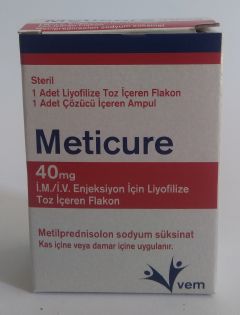 Steril
1 Adet Liyofilize Toz İçeren Flakon
1 Adet Çözücü İçeren Ampul
Meticure
40mg
İ.M./İ.V. Enjeksiyon İçin Liyofilize
Toz İçeren Flakon
Metilprednisolon sodyum süksinat
Kas içine veya damar içine uygulanır.
vem